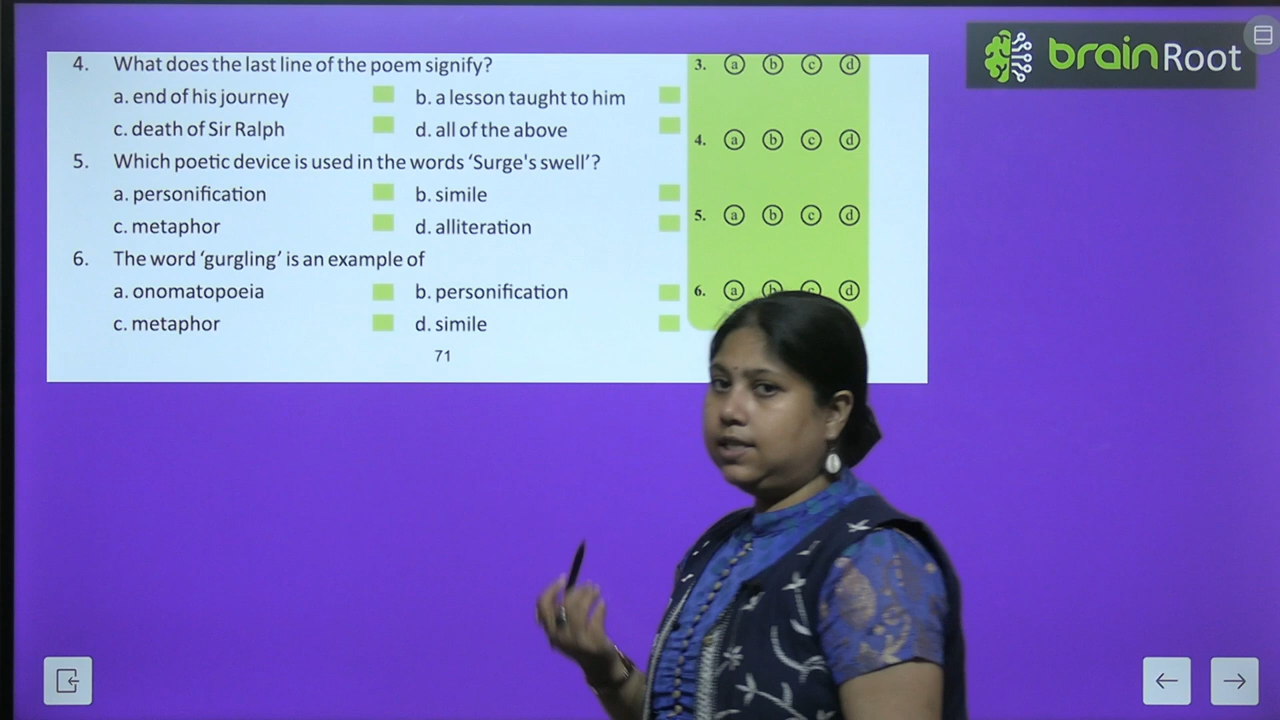 brainRoot
4. What does the last line of the poem signify?
a. end of his journey b. a lesson taught to him
c. death of Sir Ralph d. all of the above
5. Which poetic device is used in the words ‘Surge's swell’?
a. personification b. simile
c. metaphor d. alliteration
6. The word ‘gurgling’ is an example of
a. onomatopoeia b. personification
c. metaphor d. simile
71
3. a b c d
4. a b c d
5. a b c d
6. a b c d